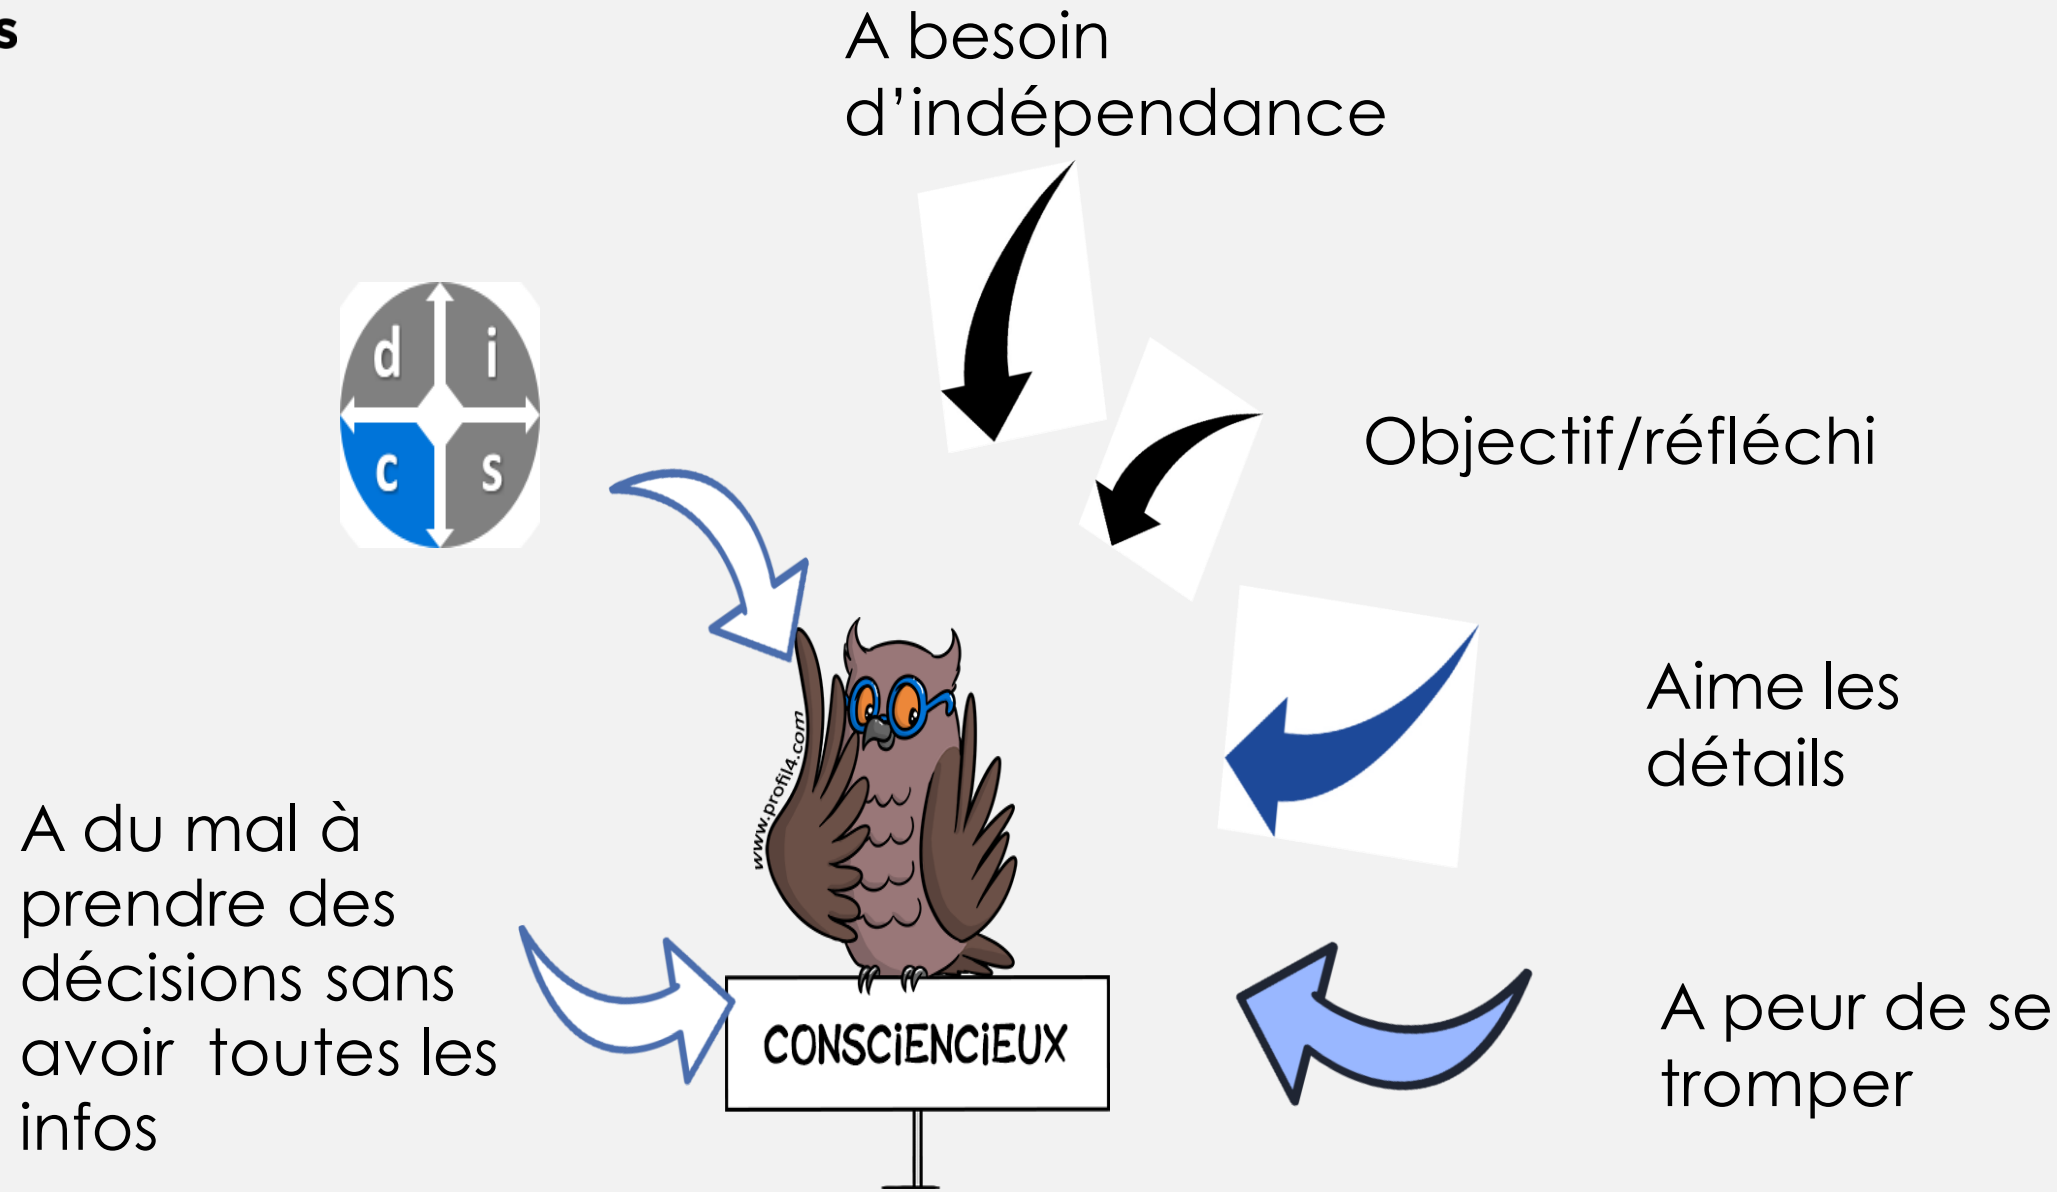 s
A besoin
d’indépendance
d i
c s
Objectif/réfléchi
Aime les
détails
www.profil4.com
A du mal à
prendre des
décisions sans
avoir toutes les
infos
CONSCiENCiEUX
A peur de se
tromper